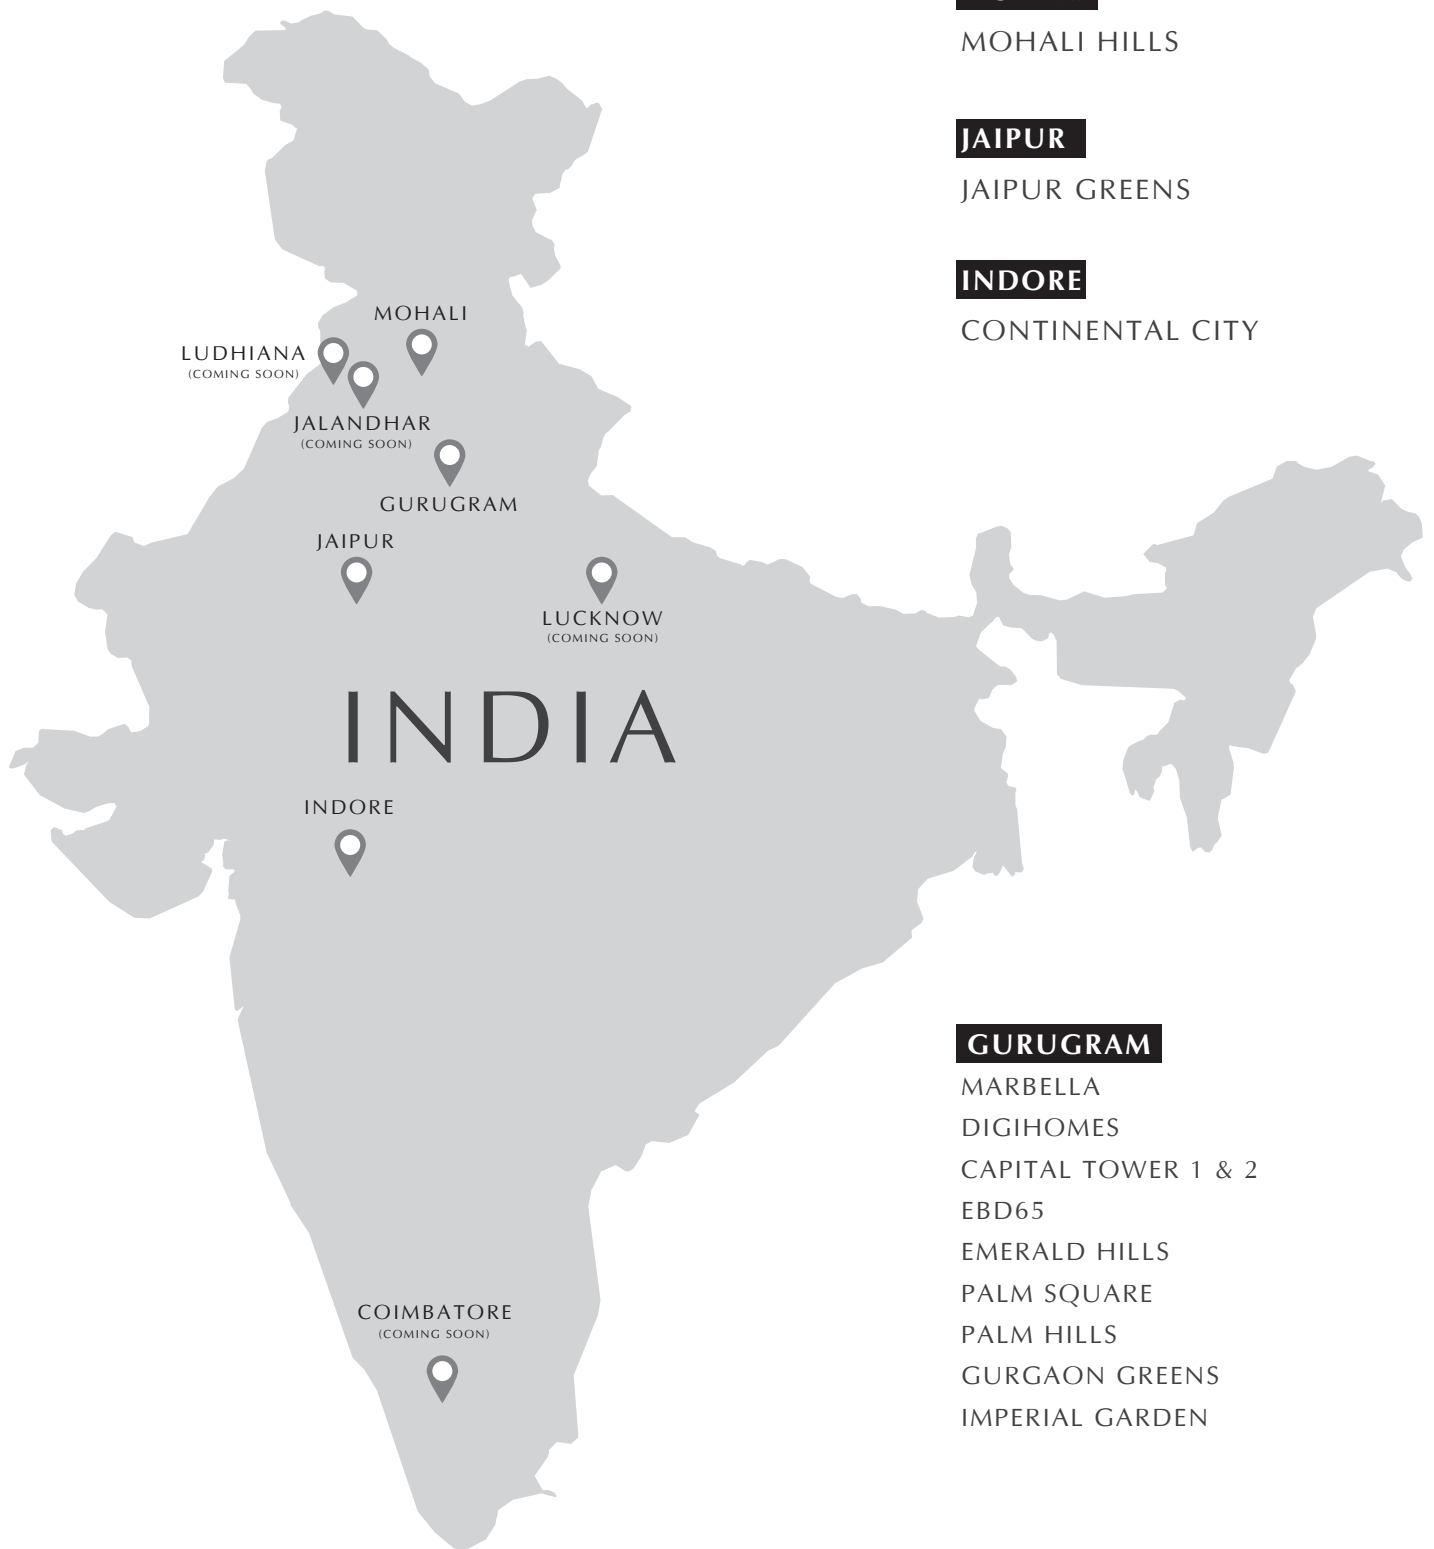 MOHALI HILLS
JAIPUR
JAIPUR GREENS
INDORE
CONTINENTAL CITY
MOHALI
LUDHIANA
(COMING SOON)
JALANDHAR
(COMING SOON)
GURUGRAM
JAIPUR
LUCKNOW
(COMING SOON)
INDIA
INDORE
COIMBATORE
(COMING SOON)
GURUGRAM
MARBELLA
DIGIHOMES
CAPITAL TOWER 1 & 2
EBD65
EMERALD HILLS
PALM SQUARE
PALM HILLS
GURGAON GREENS
IMPERIAL GARDEN